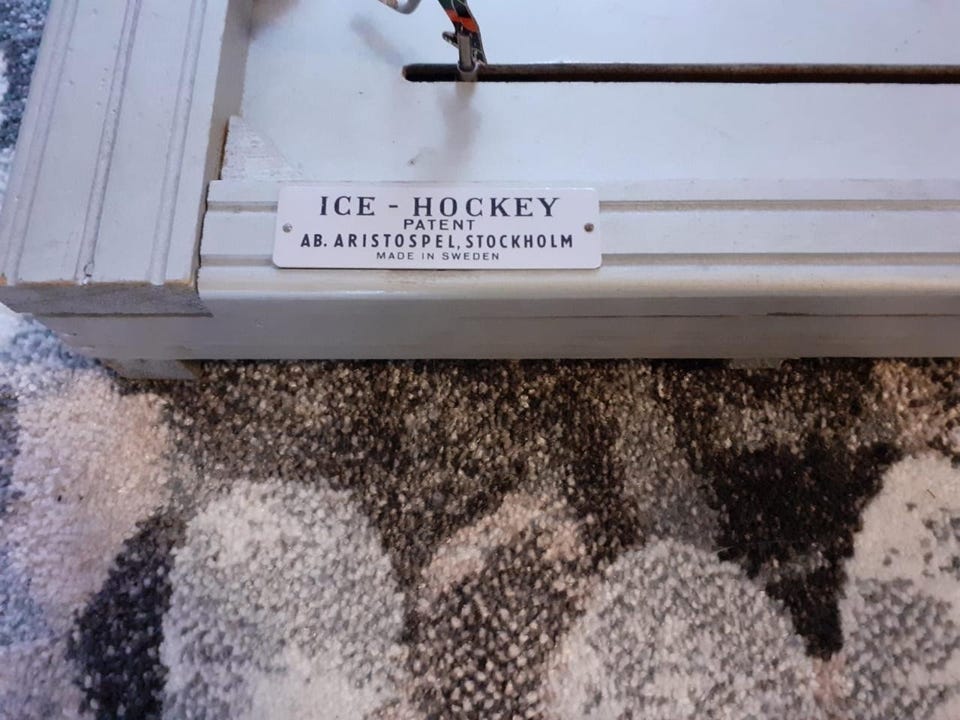 ICE - HOCKEY
PATENT
AB. ARISTOSPEL, STOCKHOLM
MADE IN SWEDEN